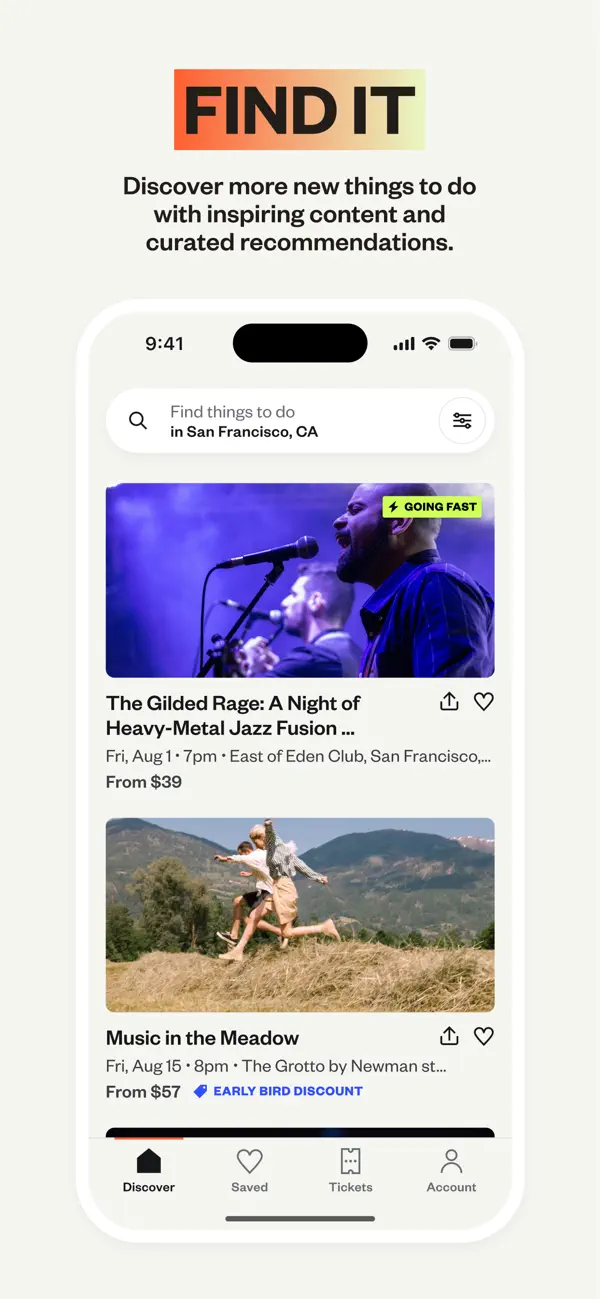 FIND IT
Discover more new things to do
with inspiring content and
curated recommendations.
9:41
Find things to do
in San Francisco, CA
GOING FAST
The Gilded Rage: A Night of
Heavy-Metal Jazz Fusion ...
Fri, Aug 1 • 7pm • East of Eden Club, San Francisco,...
From $39
Music in the Meadow
Fri, Aug 15 • 8pm • The Grotto by Newman st...
From $57 EARLY BIRD DISCOUNT
Discover Saved Tickets Account